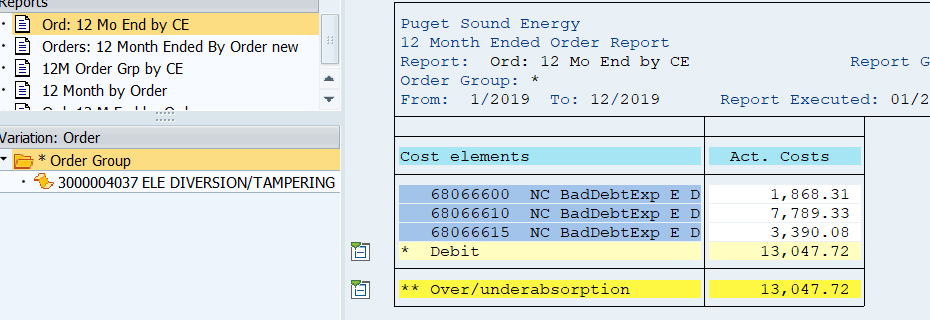 Reports
Ord: 12 Mo End by CE
Orders: 12 Month Ended By Order new
12M Order Grp by CE
12 Month by Order
Variation: Order
* Order Group
3000004037 ELE DIVERSION/TAMPERING
Puget Sound Energy
12 Month Ended Order Report
Report: Ord: 12 Mo End by CE Report G
Order Group: *
From: 1/2019 To: 12/2019 Report Executed: 01/2
Cost elements Act. Costs
68066600 NC BadDebtExp E D 1,868.31
68066610 NC BadDebtExp E D 7,789.33
68066615 NC BadDebtExp E D 3,390.08
* Debit 13,047.72
** Over/underabsorption 13,047.72